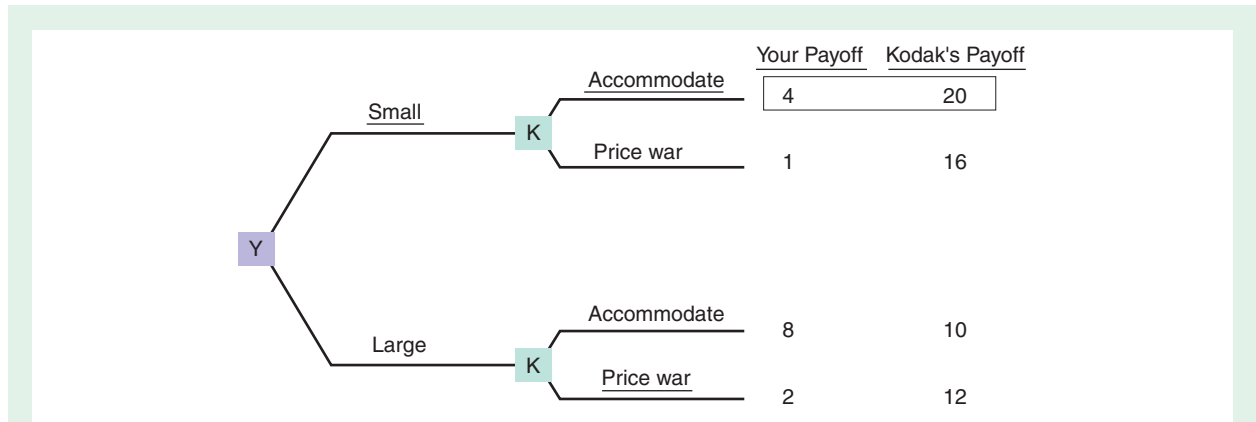 Your Payoff Kodak's Payoff
Accommodate 4 20
Small
K
Price war 1 16
Y
Accommodate 8 10
Large
K
Price war 2 12